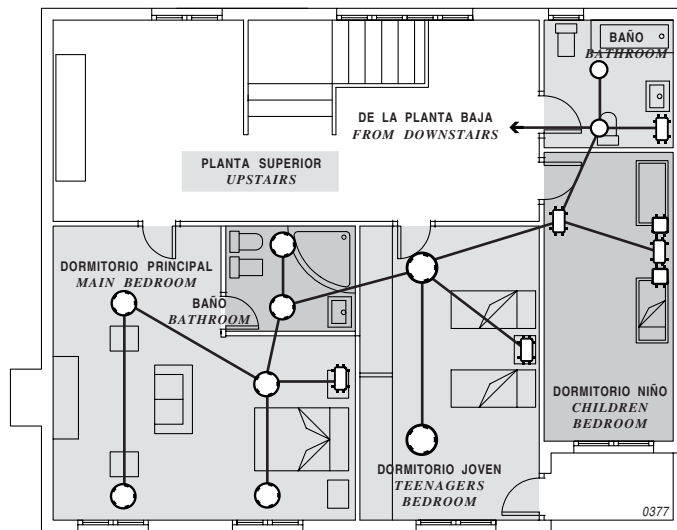 BAÑO
BATHROOM
DE LA PLANTA BAJA
FROM DOWNSTAIRS
PLANTA SUPERIOR
UPSTAIRS
DORMITORIO PRINCIPAL
MAIN BEDROOM
BAÑO
BATHROOM
DORMITORIO NIÑO
CHILDREN
BEDROOM
DORMITORIO JOVEN
TEENAGERS
BEDROOM
0377